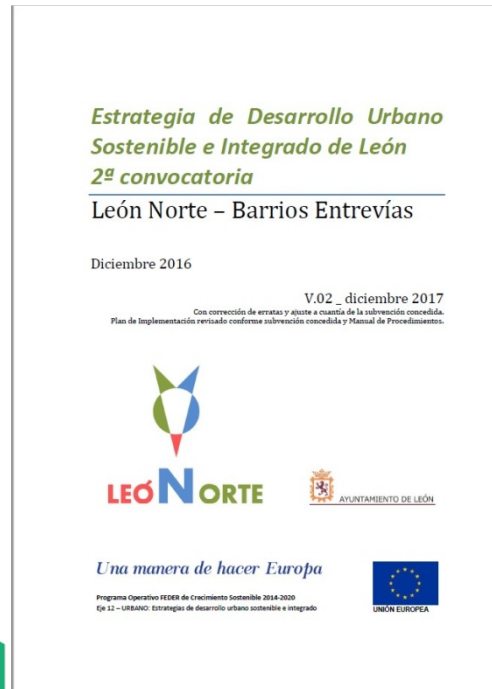 Estrategia de Desarrollo Urbano
Sostenible e Integrado de León
2ª convocatoria
León Norte – Barrios Entrevías
Diciembre 2016
V.02 _ diciembre 2017
Con corrección de erratas y ajuste a cuantía de la subvención concedida.
Plan de Implementación revisado conforme subvención concedida y Manual de Procedimientos.
LEÓNORTE
AYUNTAMIENTO DE LEÓN
Una manera de hacer Europa
Programa Operativo FEDER de Crecimiento Sostenible 2014-2020
Eje 12 – URBANO: Estrategias de desarrollo urbano sostenible e integrado
UNIÓN EUROPEA